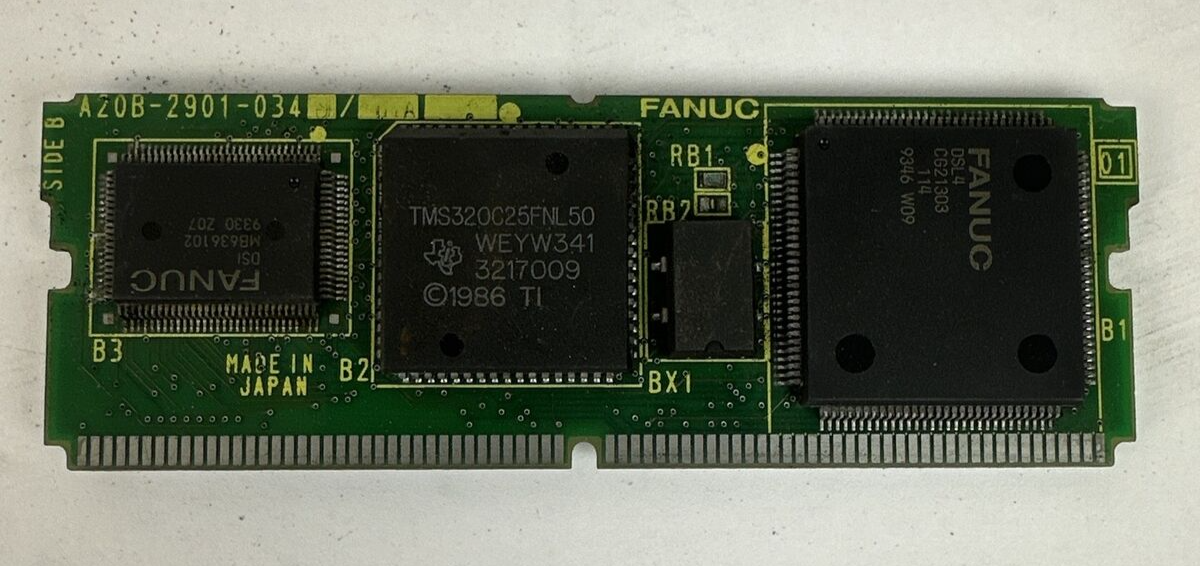 A20B-2901-034
FANUC
SIDE B
RB1
RB2
01
FANUC
DSI
MB636102
9330 Z07
TMS320C25FNL50
WEYW341
3217009
©1986 TI
FANUC
DSL4
CG21303
114
9346 W09
B3
MADE IN
JAPAN
B2
BX1
B1